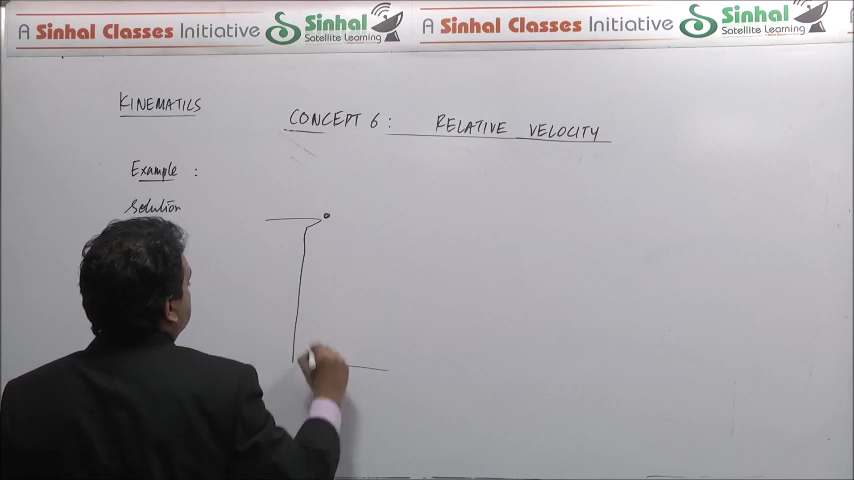 A Sinhal Classes Initiative Sinhal Satellite Learning A Sinhal Classes Initiative Sinhal Satellite Learning
KINEMATICS
CONCEPT 6 : RELATIVE VELOCITY
Example :
Solution